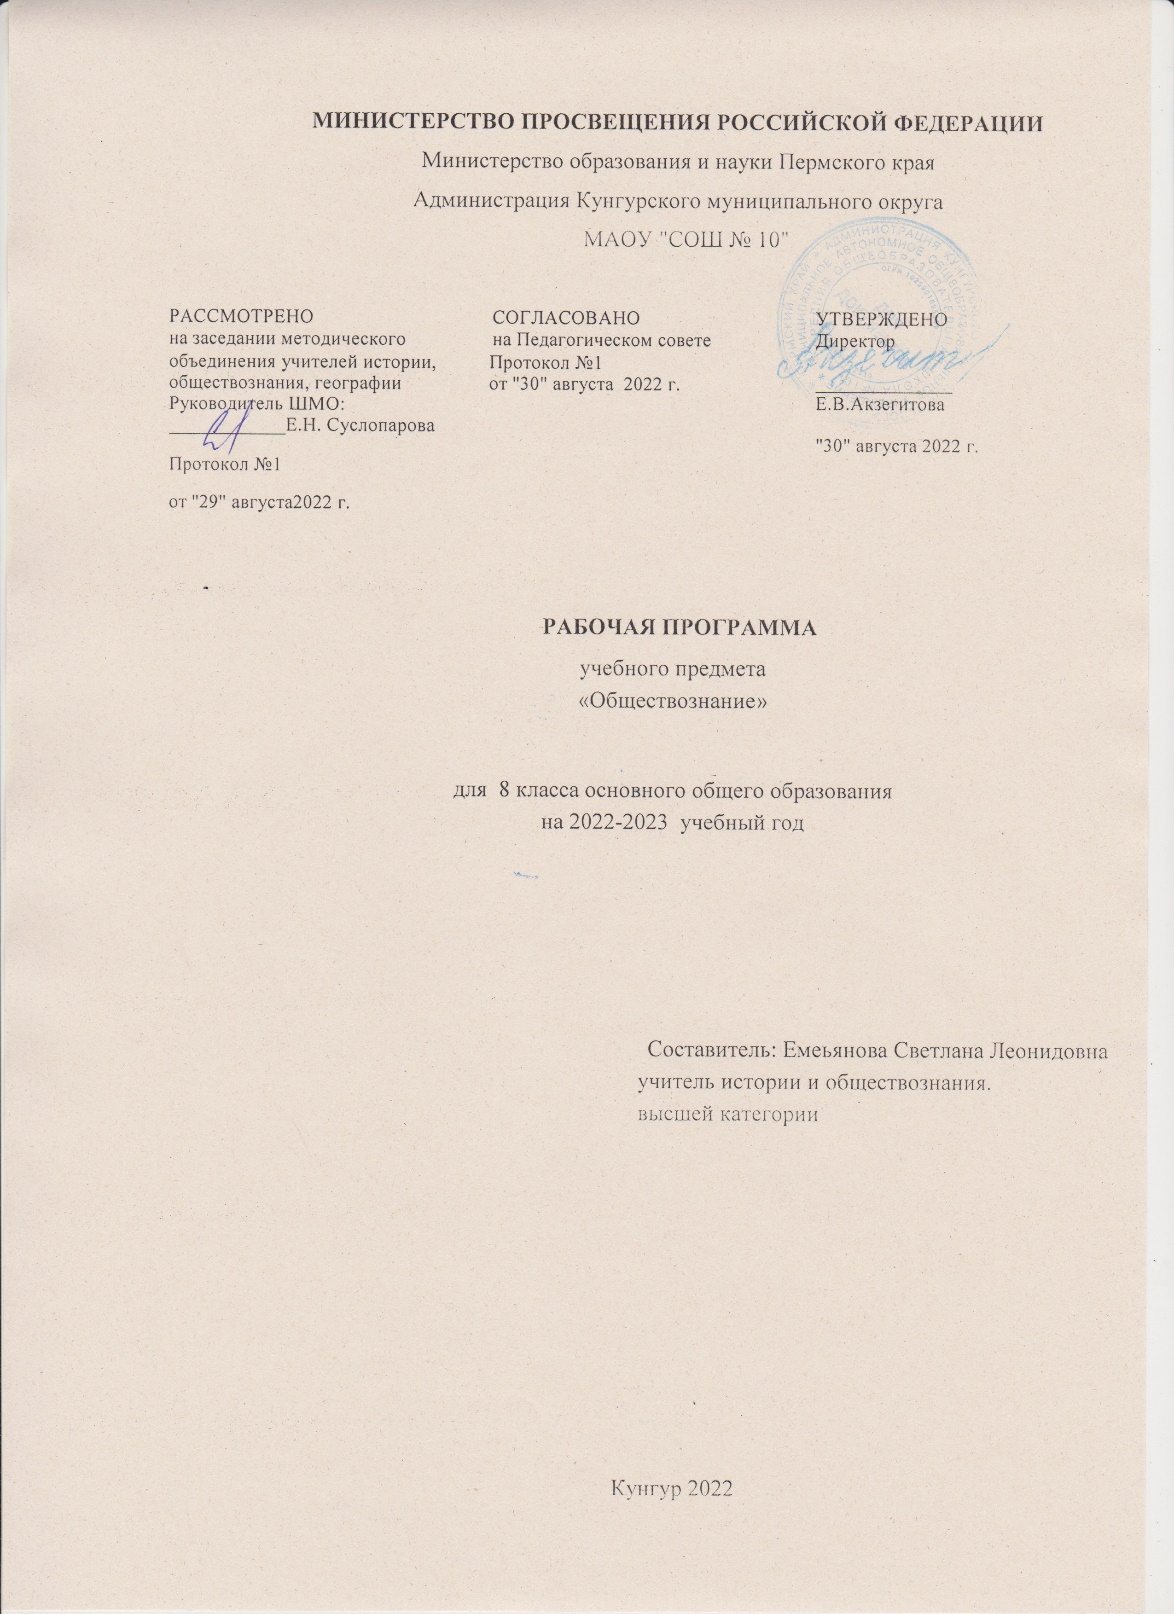 МИНИСТЕРСТВО ПРОСВЕЩЕНИЯ РОССИЙСКОЙ ФЕДЕРАЦИИ
Министерство образования и науки Пермского края
Администрация Кунгурского муниципального округа
МАОУ "СОШ № 10"
РАССМОТРЕНО
на заседании методического
объединения учителей истории,
обществознания, географии
Руководитель ШМО:
____________Е.Н. Суслопарова
Протокол №1
от "29" августа2022 г.
СОГЛАСОВАНО
на Педагогическом совете
Протокол №1
от "30" августа 2022 г.
УТВЕРЖДЕНО
Директор
______________
Е.В.Акзегитова
"30" августа 2022 г.
РАБОЧАЯ ПРОГРАММА
учебного предмета
«Обществознание»
для 8 класса основного общего образования
на 2022-2023 учебный год
Составитель: Емеьянова Светлана Леонидовна
учитель истории и обществознания.
высшей категории
Кунгур 2022